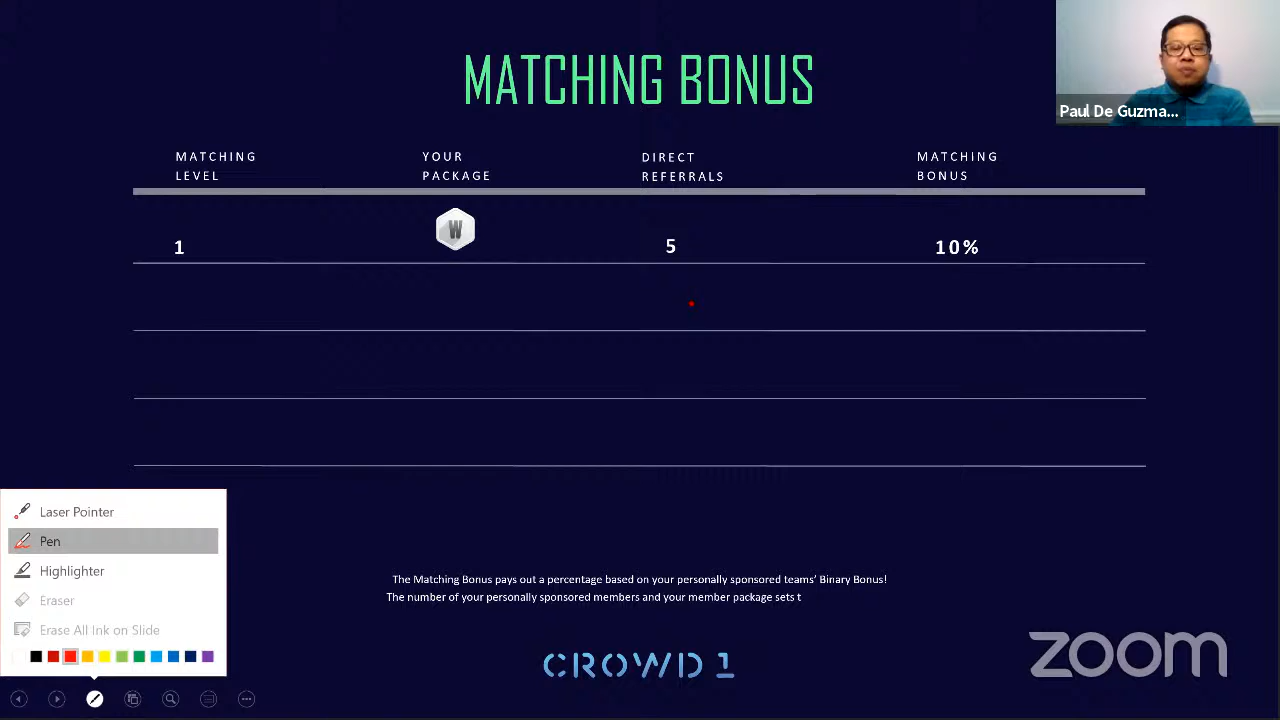 MATCHING BONUS
Paul De Guzma...
MATCHING LEVEL
YOUR PACKAGE
DIRECT REFERRALS
MATCHING BONUS
1
W
5
10%
Laser Pointer
Pen
Highlighter
Eraser
Erase All Ink on Slide
The Matching Bonus pays out a percentage based on your personally sponsored teams' Binary Bonus!
The number of your personally sponsored members and your member package sets t
CROWD 1
zoom